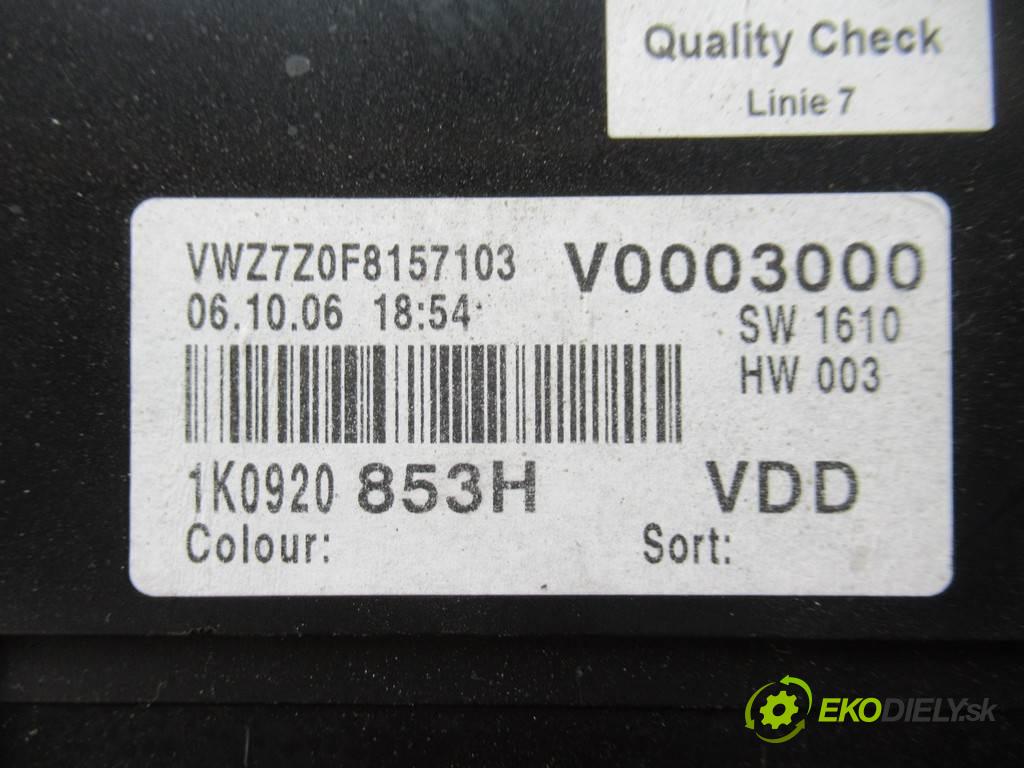 Quality Check
Linie 7
VWZ7Z0F8157103 V0003000
06.10.06 18:54 SW 1610
HW 003
1K0920 853H VDD
Colour: Sort:
EKODIELY.sk